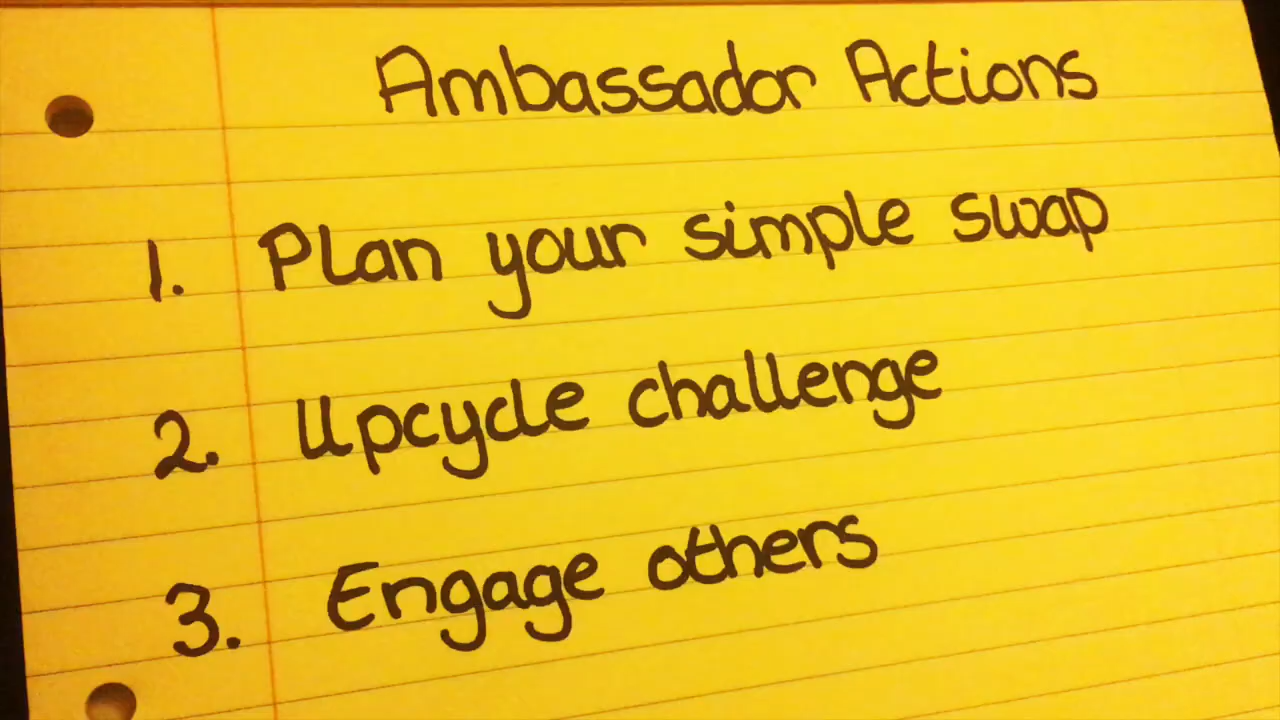 Ambassador Actions
1. Plan your simple swap
2. Upcycle challenge
3. Engage others